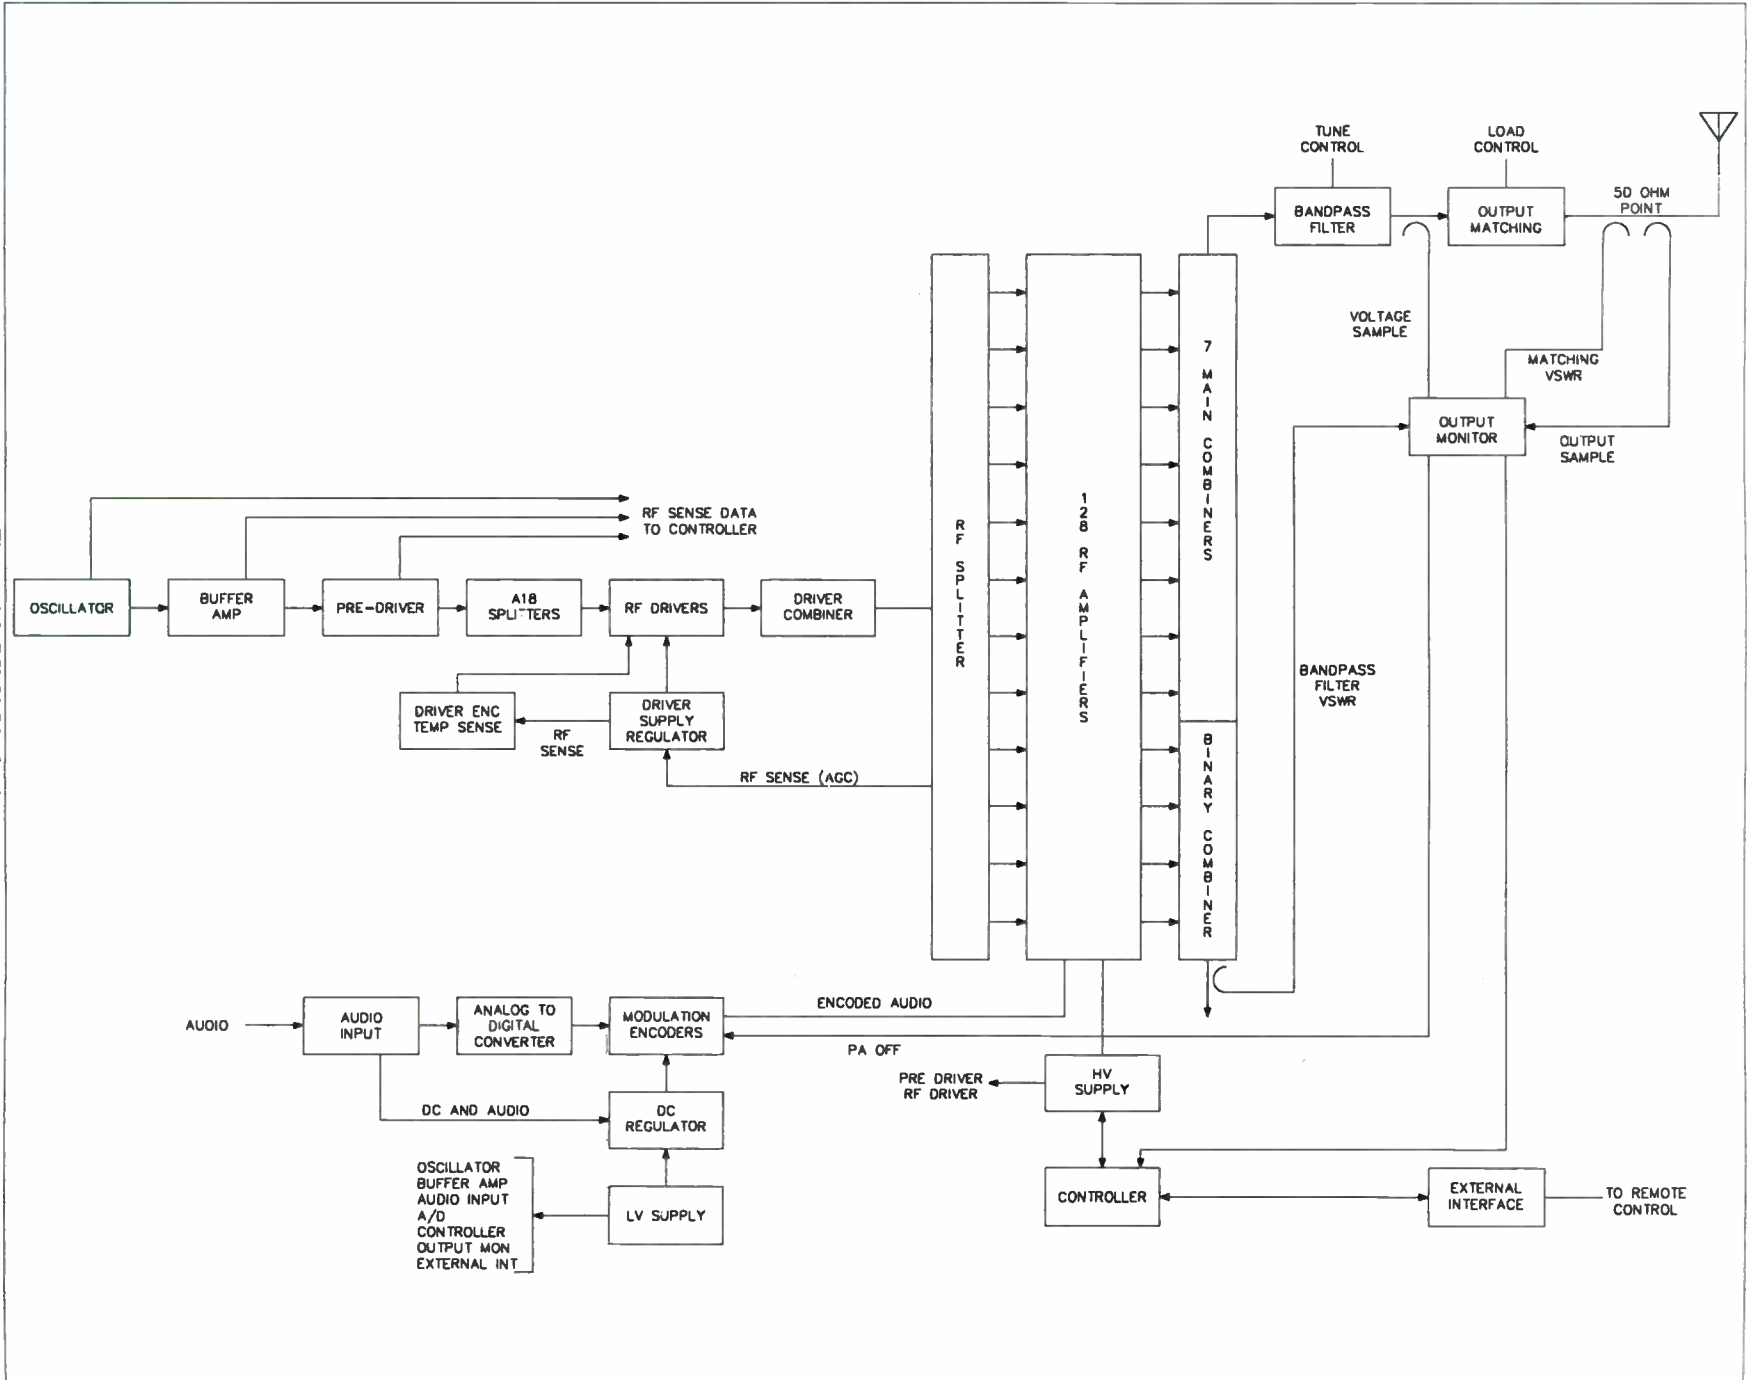 TUNE
CONTROL
LOAD
CONTROL
BANDPASS
FILTER
OUTPUT
MATCHING
50 OHM
POINT
VOLTAGE
SAMPLE
MATCHING
VSWR
OUTPUT
MONITOR
OUTPUT
SAMPLE
7 MAIN COMBINERS
128 RF AMPLIFIERS
RF SPLITTER
BINARY COMBINER
BANDPASS
FILTER
VSWR
RF SENSE DATA
TO CONTROLLER
OSCILLATOR
BUFFER
AMP
PRE-DRIVER
A18
SPLITTERS
RF DRIVERS
DRIVER
COMBINER
DRIVER ENC
TEMP SENSE
RF
SENSE
DRIVER
SUPPLY
REGULATOR
RF SENSE (AGC)
AUDIO
AUDIO
INPUT
ANALOG TO
DIGITAL
CONVERTER
MODULATION
ENCODERS
ENCODED AUDIO
PA OFF
PRE DRIVER
RF DRIVER
HV
SUPPLY
DC AND AUDIO
DC
REGULATOR
OSCILLATOR
BUFFER AMP
AUDIO INPUT
A/D
CONTROLLER
OUTPUT MON
EXTERNAL INT
LV SUPPLY
CONTROLLER
EXTERNAL
INTERFACE
TO REMOTE
CONTROL